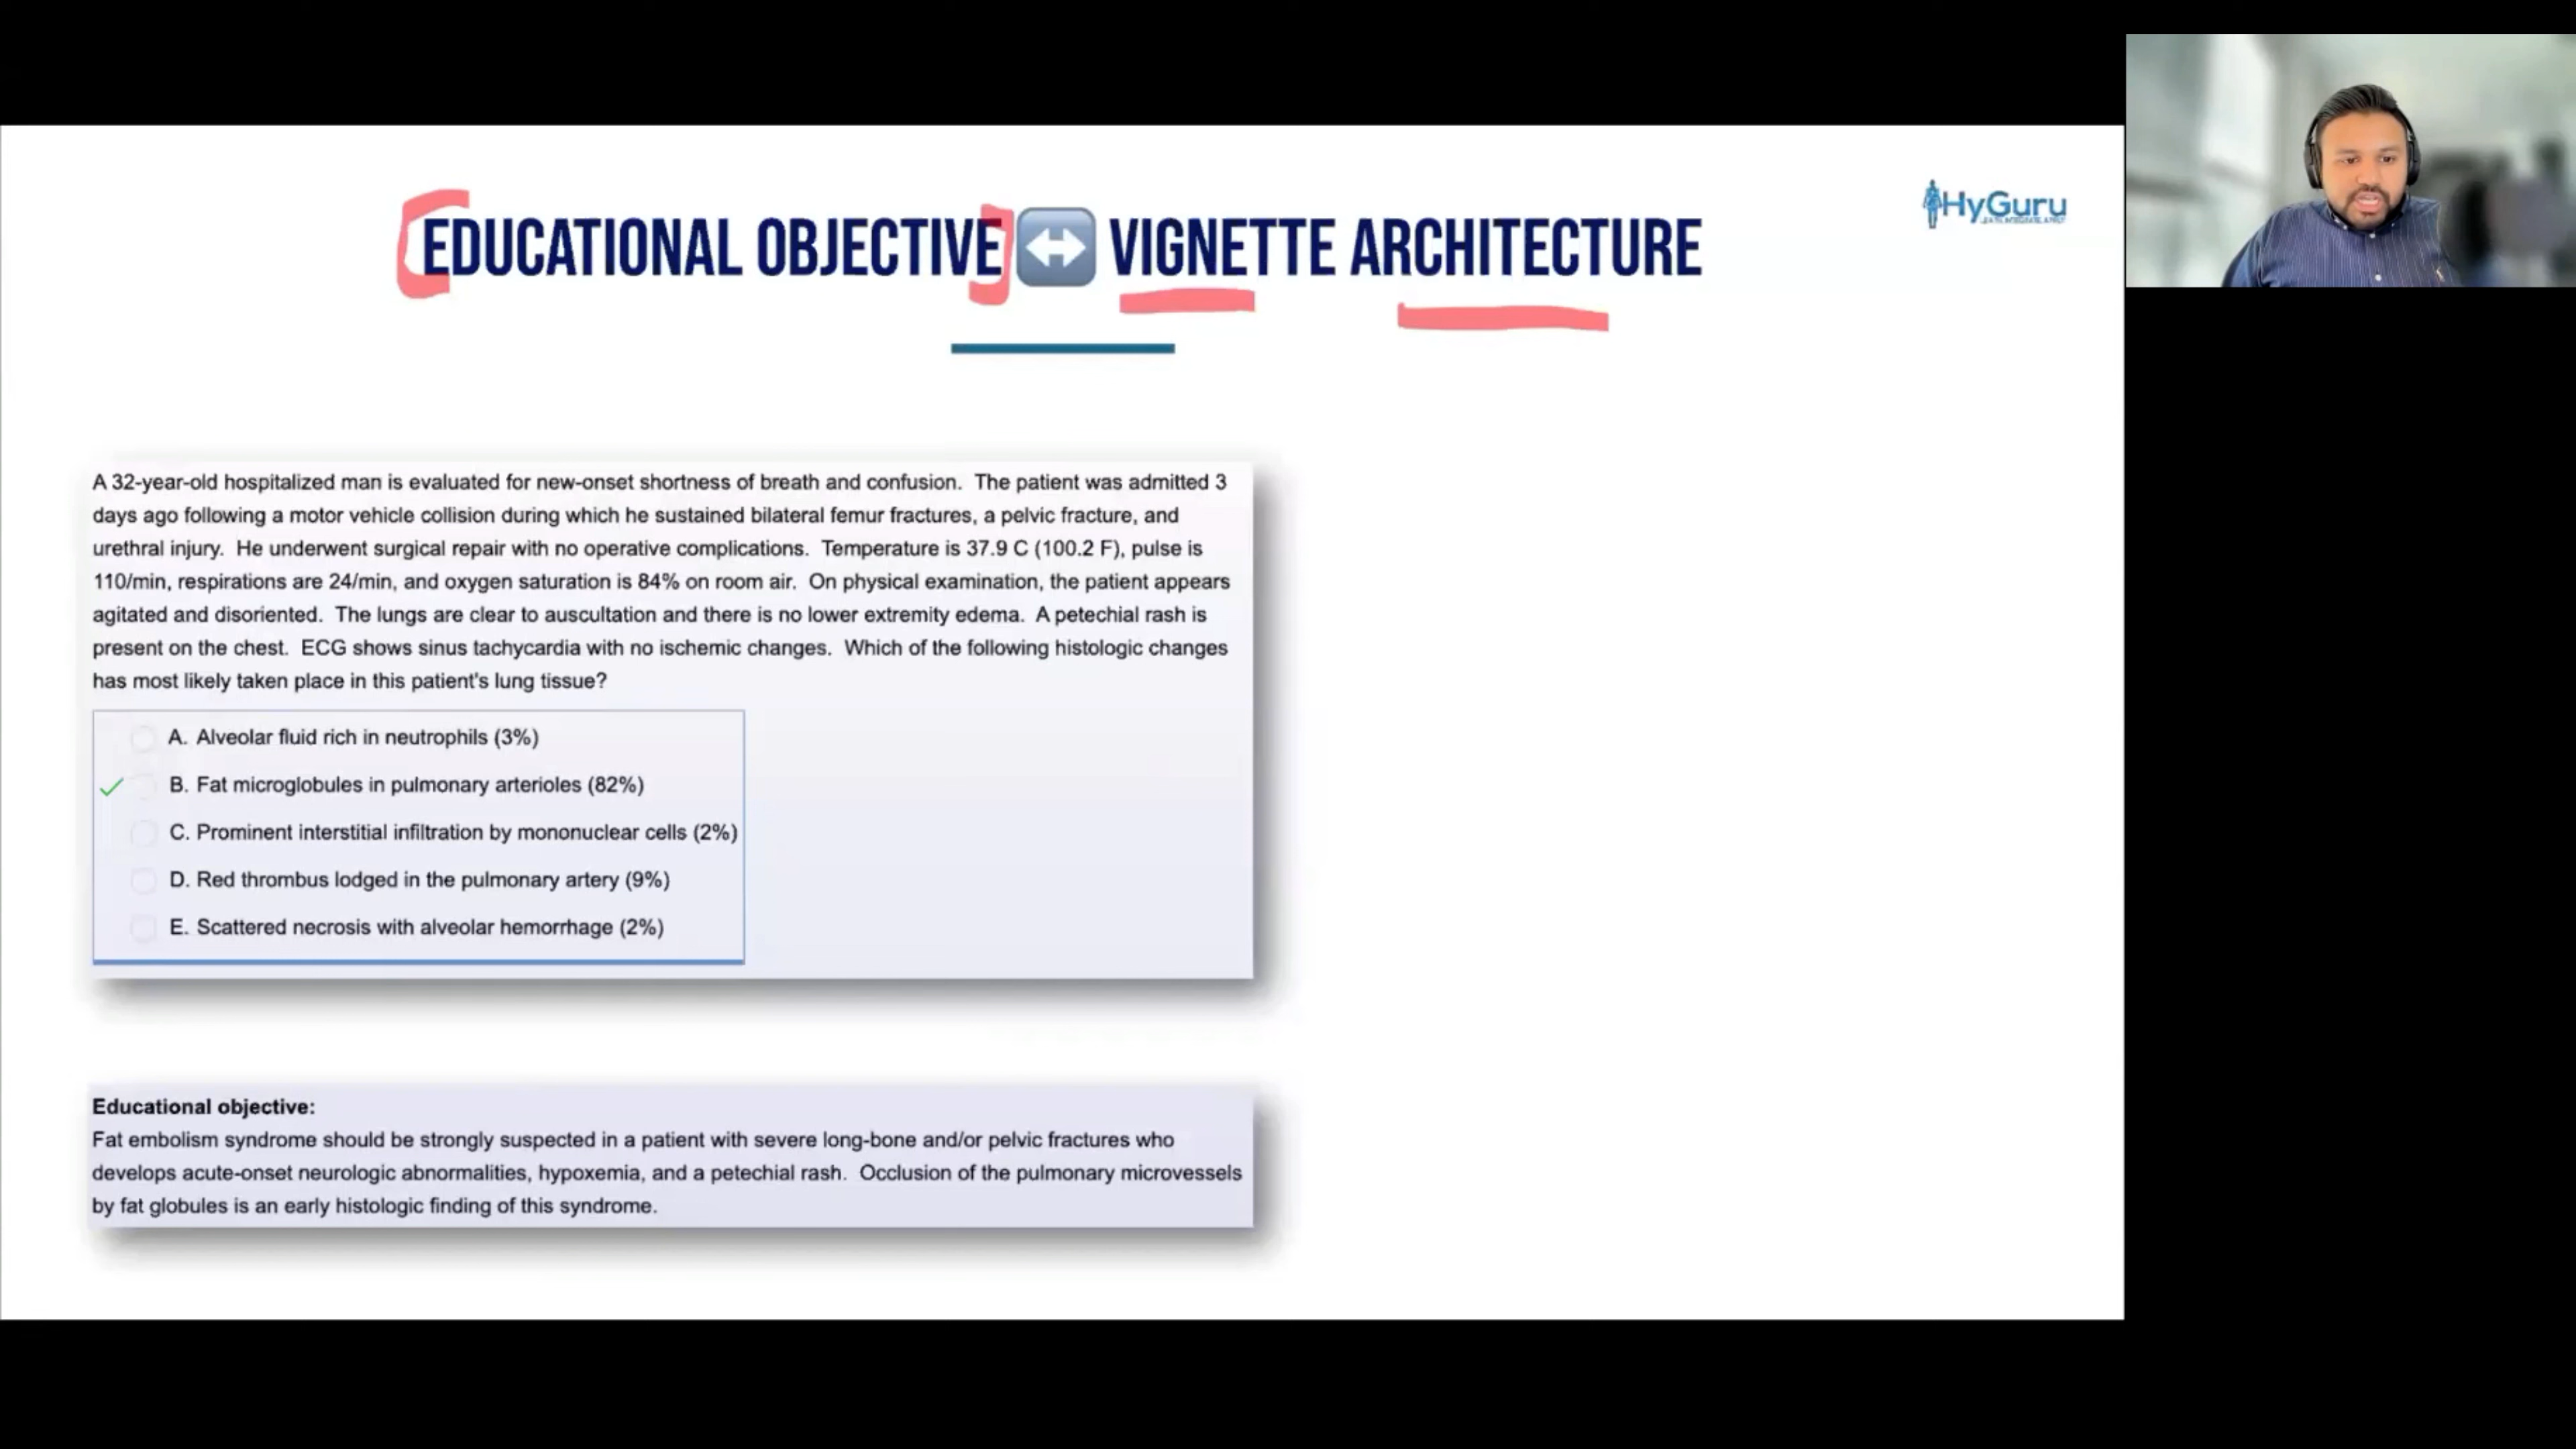 EDUCATIONAL OBJECTIVE ↔ VIGNETTE ARCHITECTURE
HyGuru
A 32-year-old hospitalized man is evaluated for new-onset shortness of breath and confusion. The patient was admitted 3
days ago following a motor vehicle collision during which he sustained bilateral femur fractures, a pelvic fracture, and
urethral injury. He underwent surgical repair with no operative complications. Temperature is 37.9 C (100.2 F), pulse is
110/min, respirations are 24/min, and oxygen saturation is 84% on room air. On physical examination, the patient appears
agitated and disoriented. The lungs are clear to auscultation and there is no lower extremity edema. A petechial rash is
present on the chest. ECG shows sinus tachycardia with no ischemic changes. Which of the following histologic changes
has most likely taken place in this patient's lung tissue?
A. Alveolar fluid rich in neutrophils (3%)
B. Fat microglobules in pulmonary arterioles (82%)
C. Prominent interstitial infiltration by mononuclear cells (2%)
D. Red thrombus lodged in the pulmonary artery (9%)
E. Scattered necrosis with alveolar hemorrhage (2%)
Educational objective:
Fat embolism syndrome should be strongly suspected in a patient with severe long-bone and/or pelvic fractures who
develops acute-onset neurologic abnormalities, hypoxemia, and a petechial rash. Occlusion of the pulmonary microvessels
by fat globules is an early histologic finding of this syndrome.